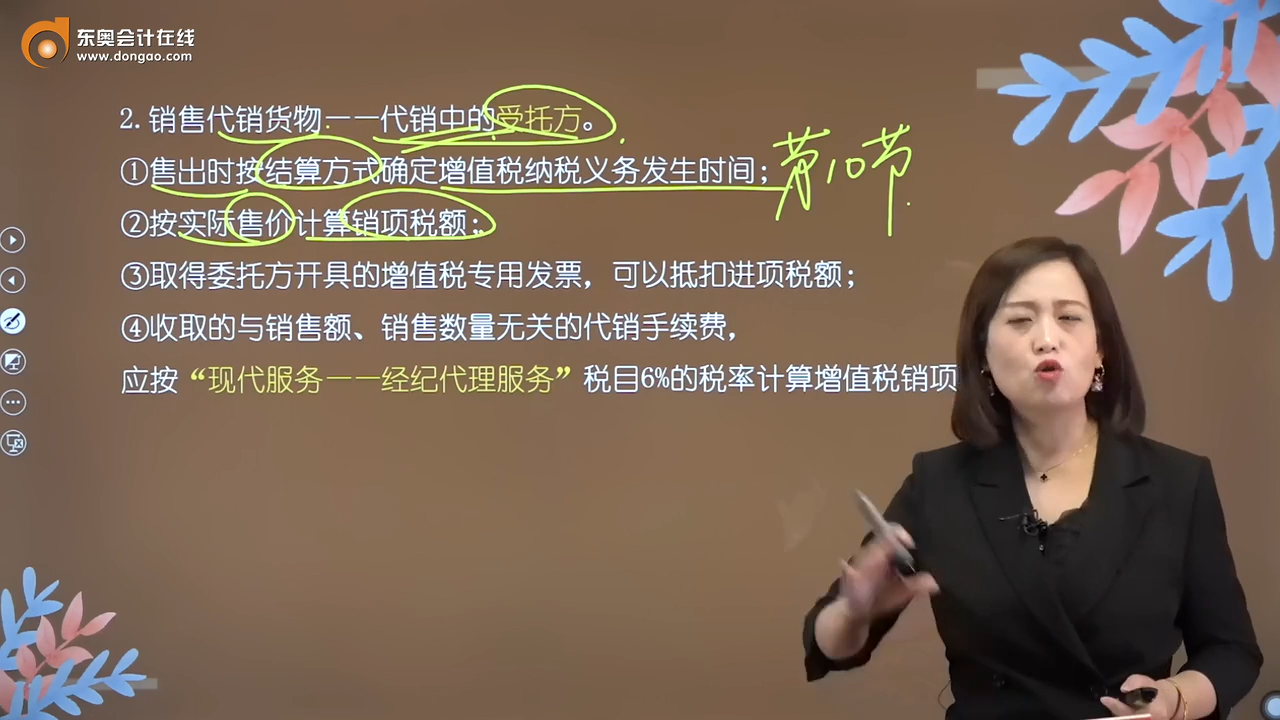 东奥会计在线
www.dongao.com
2.销售代销货物——代销中的受托方。
①售出时按结算方式确定增值税纳税义务发生时间；
第10节
②按实际售价计算销项税额；
③取得委托方开具的增值税专用发票，可以抵扣进项税额；
④收取的与销售额、销售数量无关的代销手续费，
应按“现代服务——经纪代理服务”税目6%的税率计算增值税销项